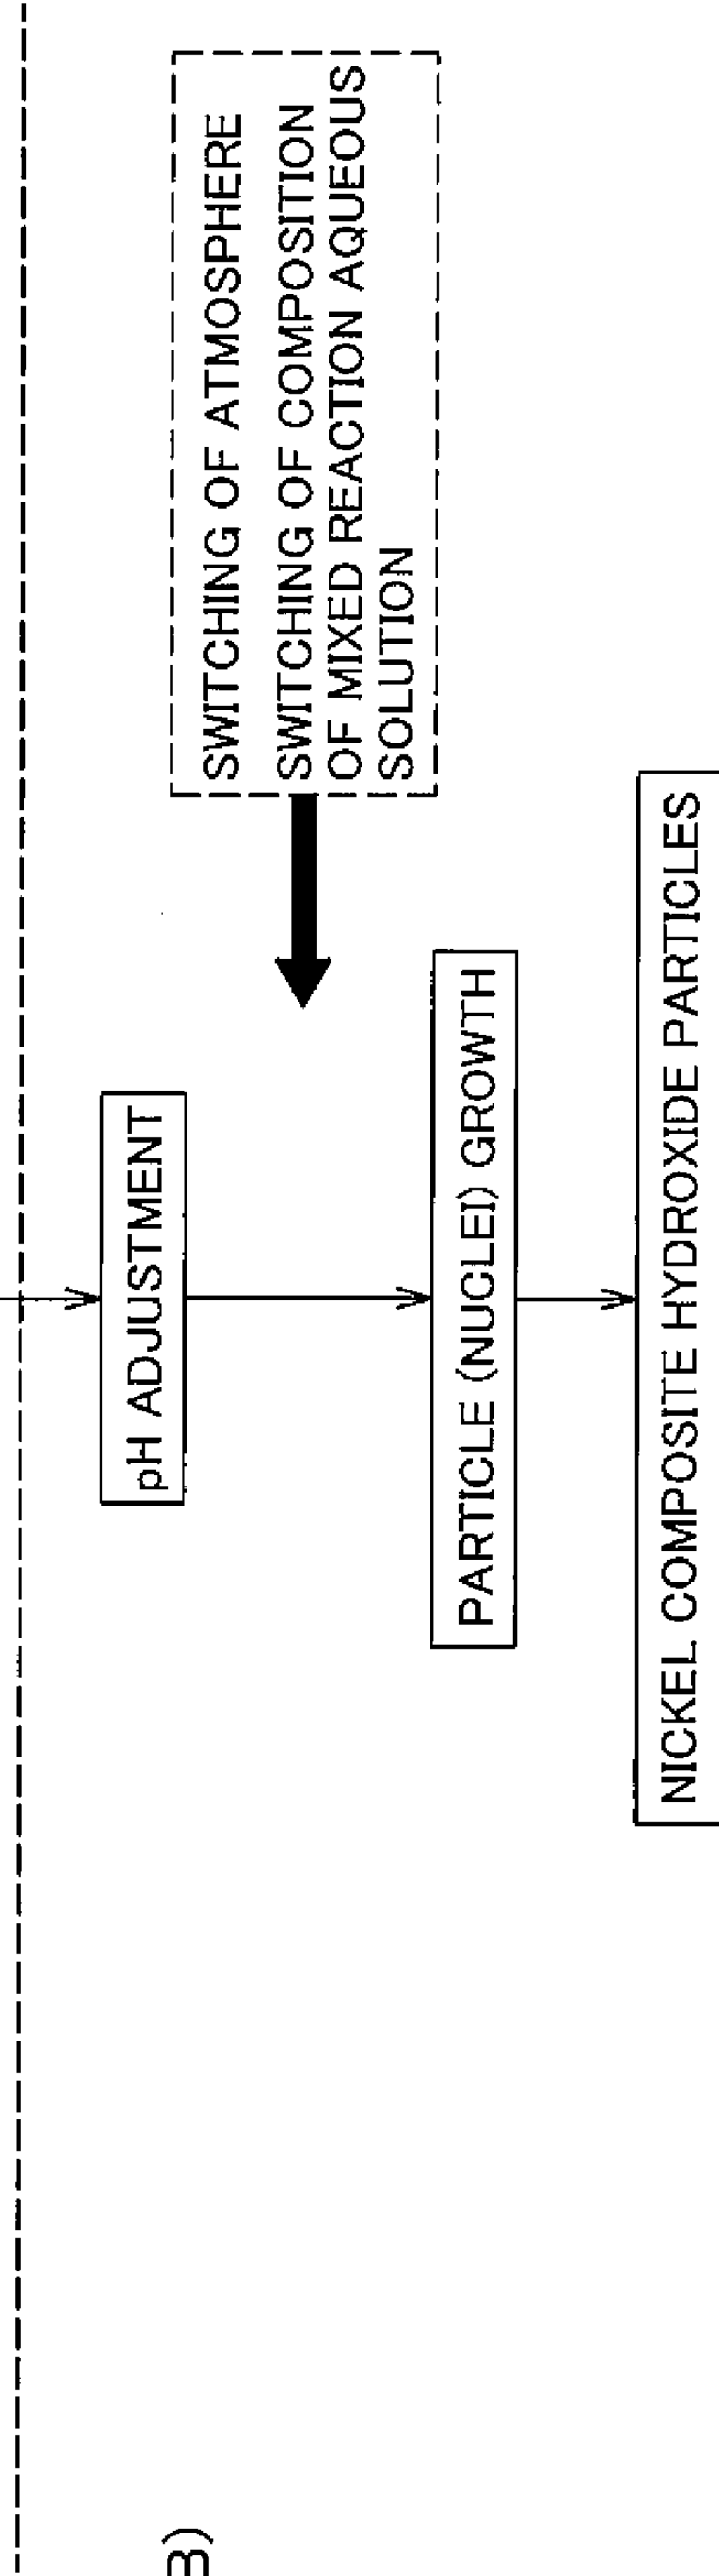 B)
pH ADJUSTMENT
SWITCHING OF ATMOSPHERE
SWITCHING OF COMPOSITION
OF MIXED REACTION AQUEOUS
SOLUTION
PARTICLE (NUCLEI) GROWTH
NICKEL COMPOSITE HYDROXIDE PARTICLES